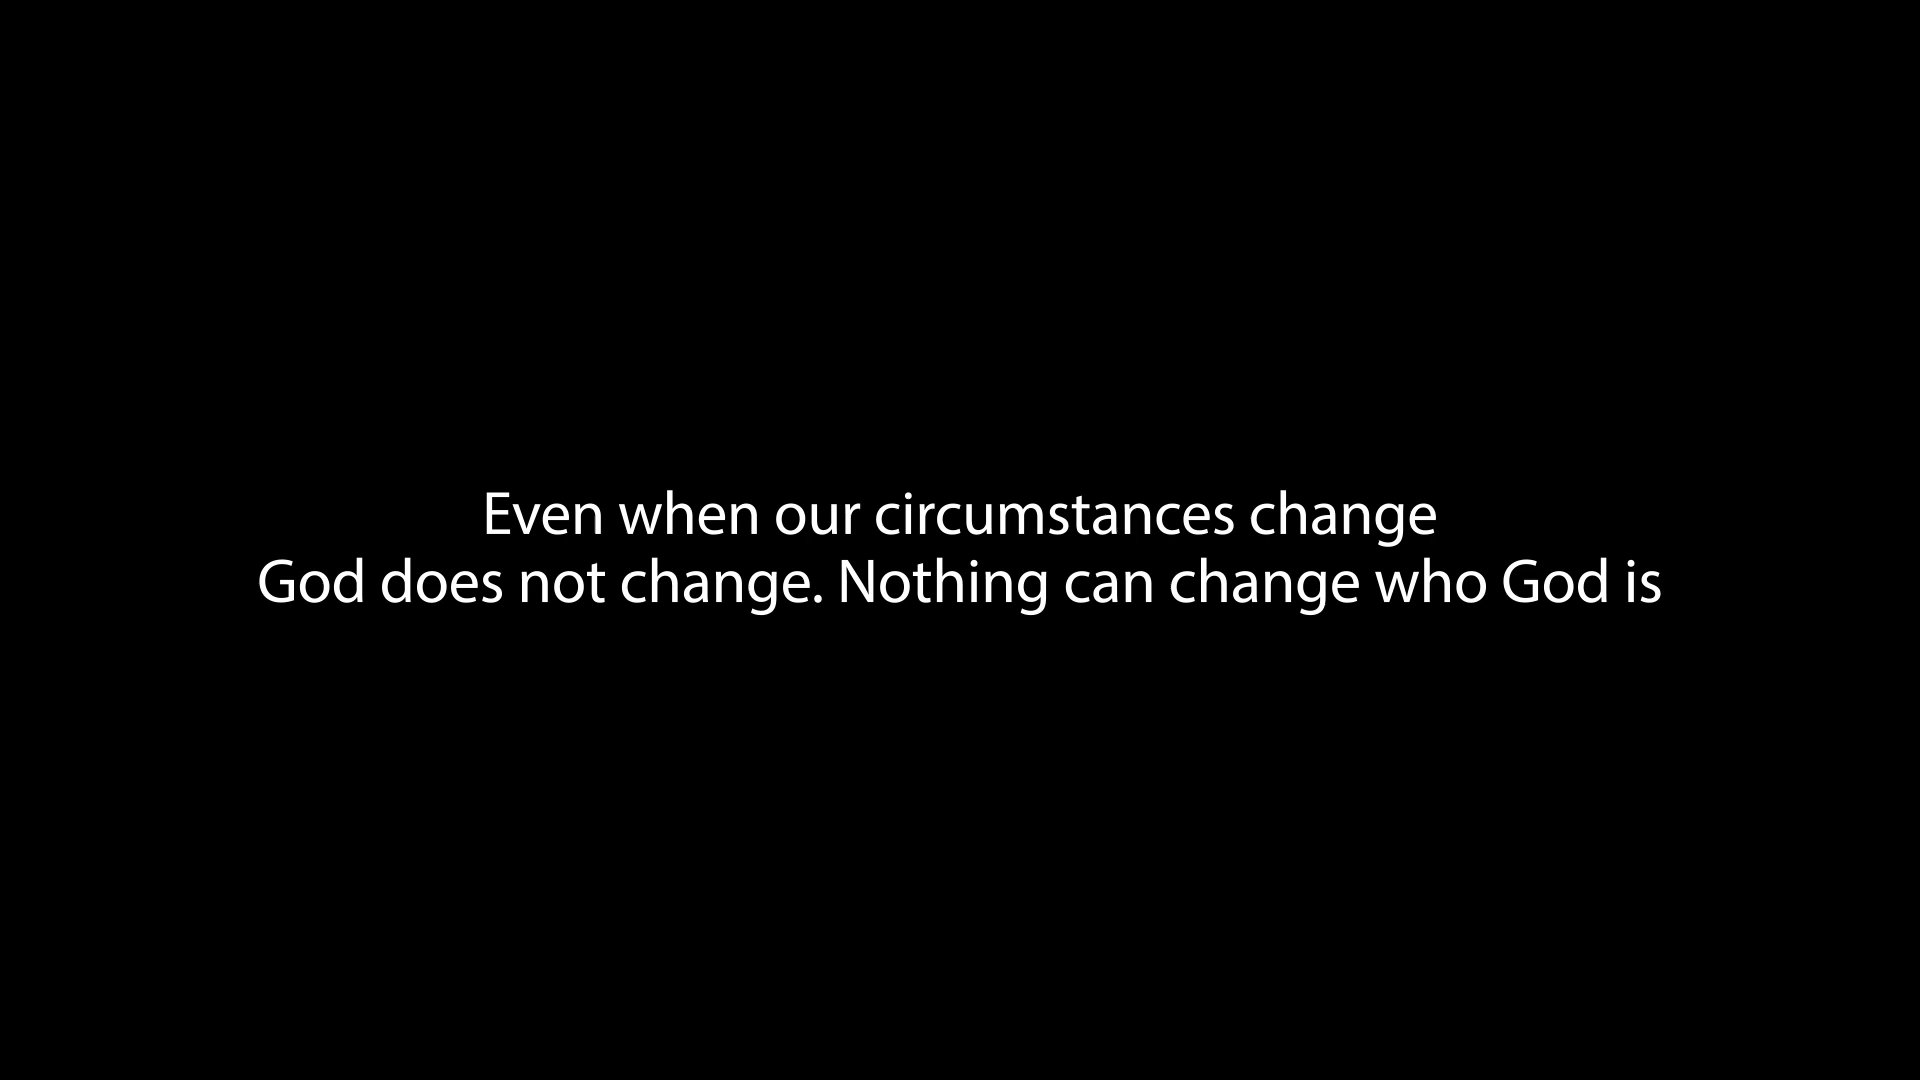 Even when our circumstances change
God does not change. Nothing can change who God is